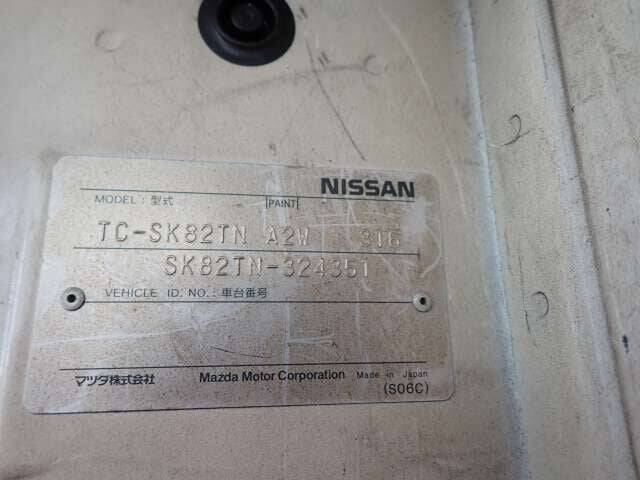 NISSAN
MODEL：型式 PAINT
TC-SK82TN A2W 316
SK82TN-324351
VEHICLE ID. NO.：車台番号
マツダ株式会社 Mazda Motor Corporation Made in Japan
(S06C)